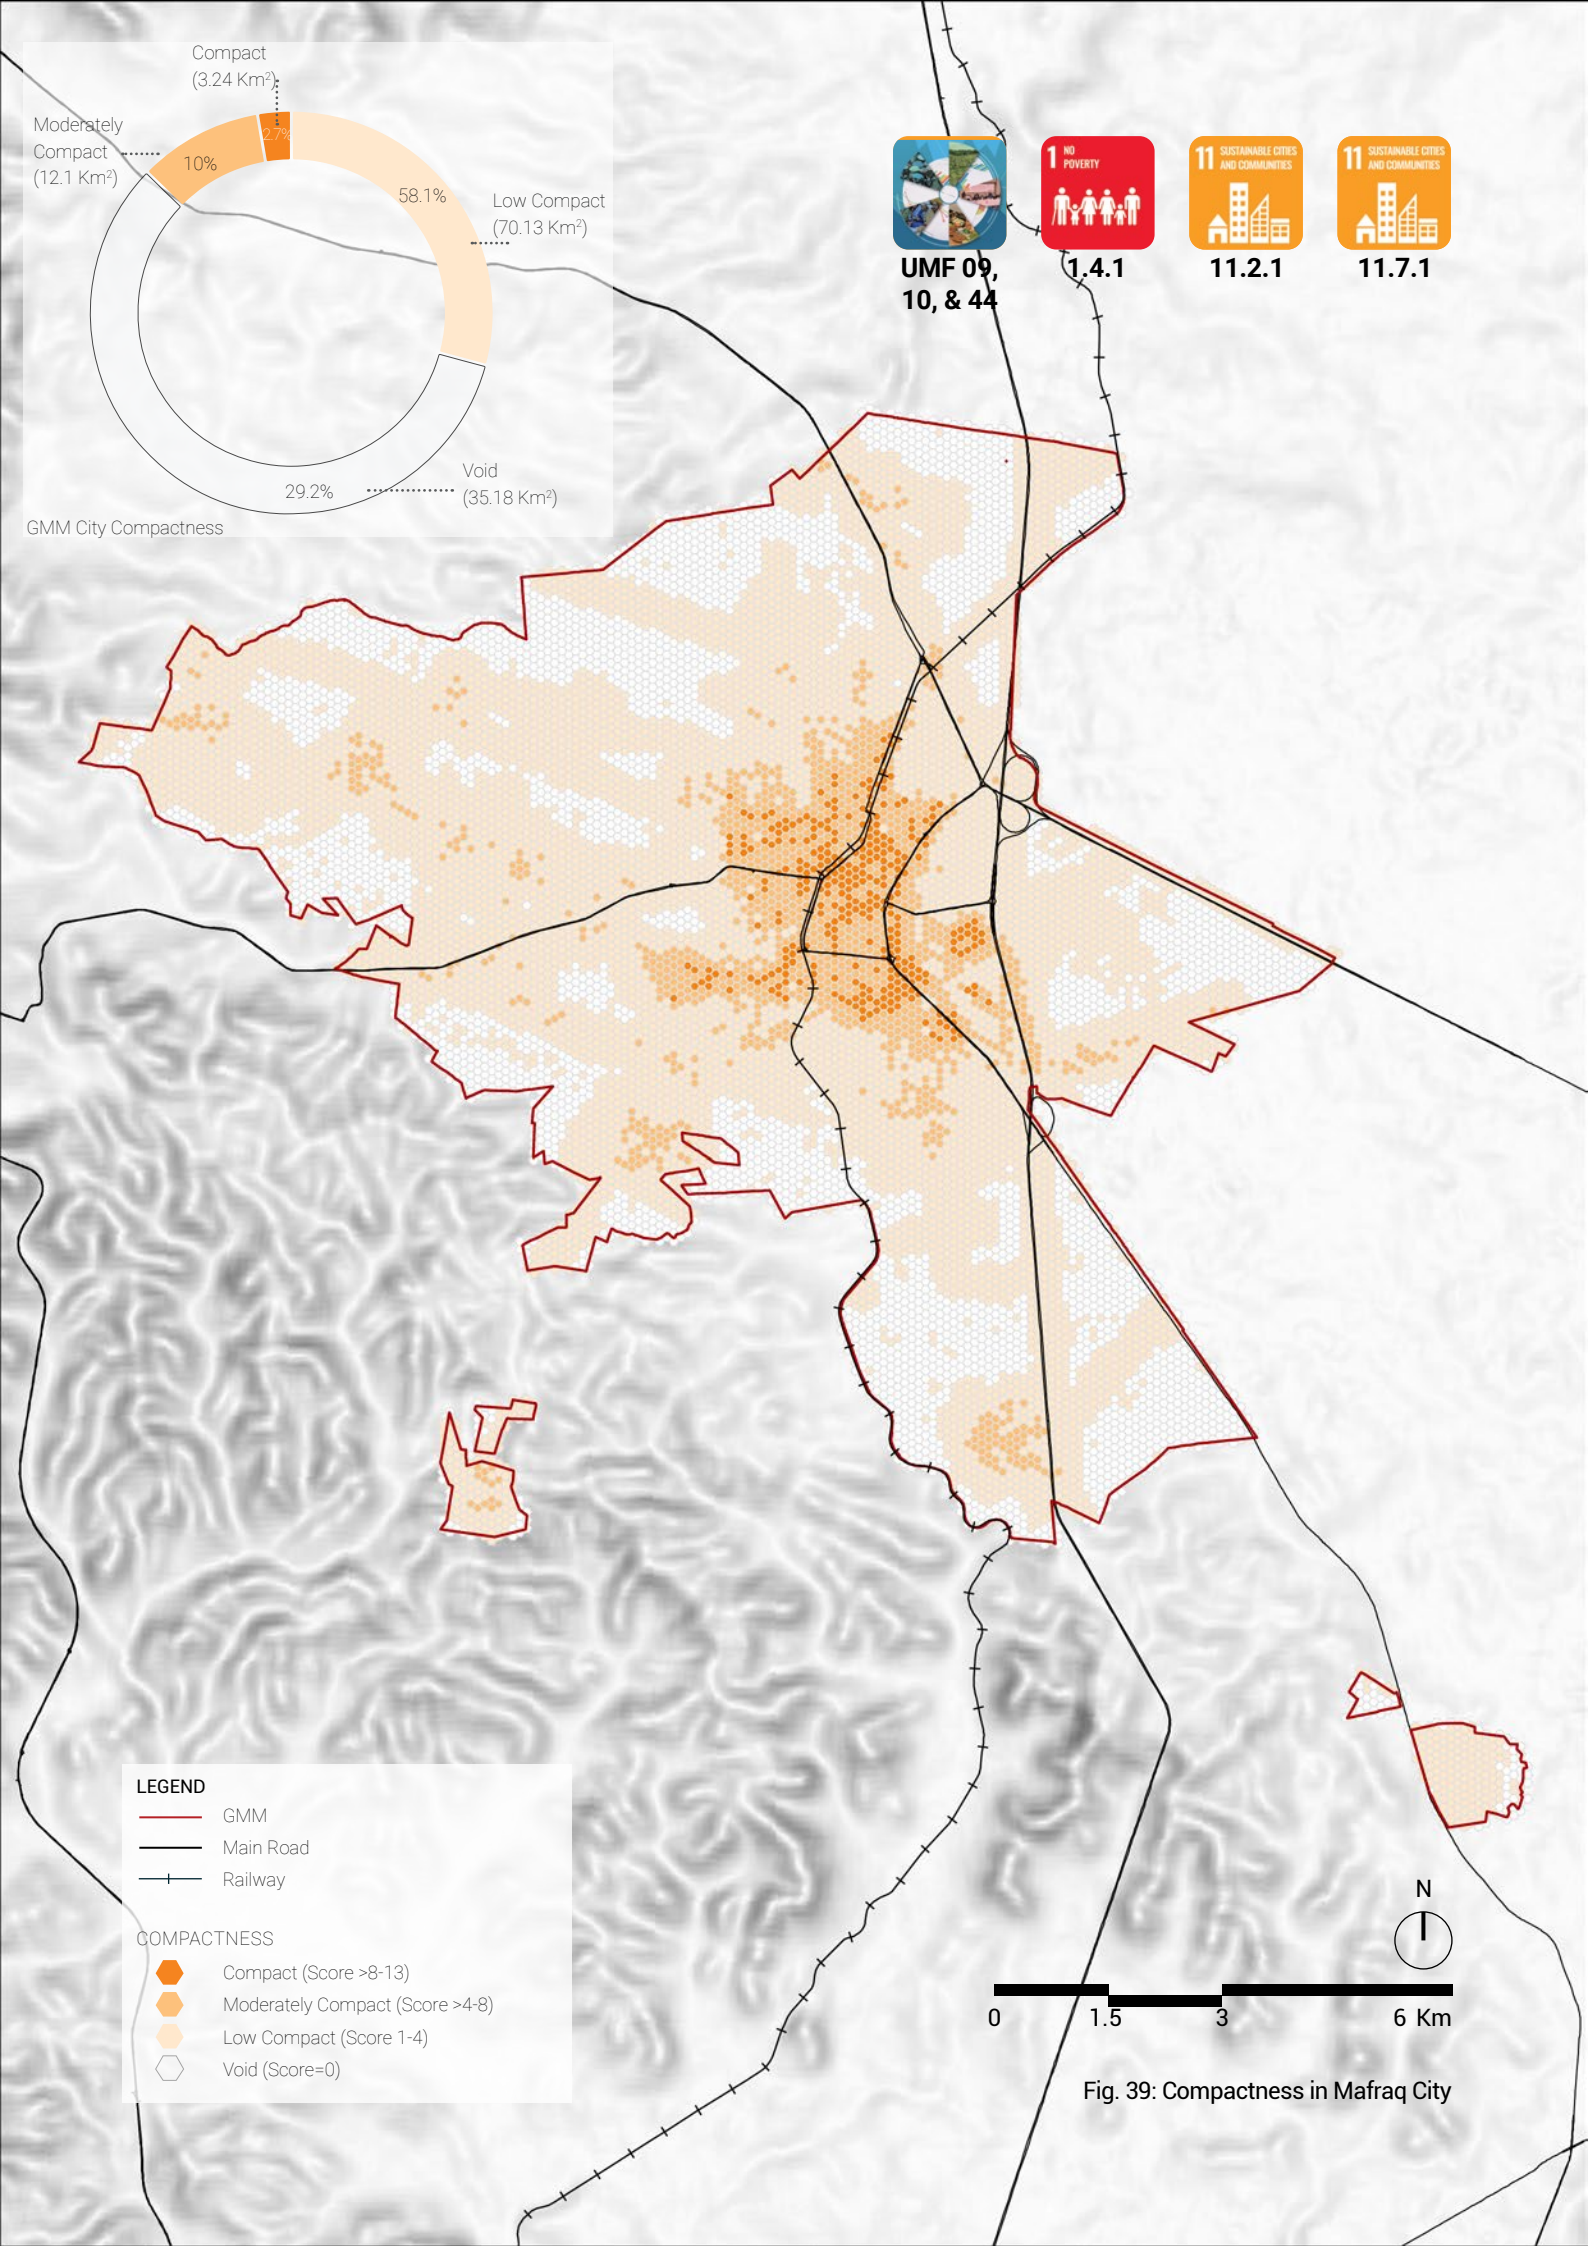 Compact
(3.24 Km²)
2.7%
Moderately
Compact
(12.1 Km²)
10%
58.1%
Low Compact
(70.13 Km²)
29.2%
Void
(35.18 Km²)
GMM City Compactness
UMF 09,
10, & 44
1 NO
POVERTY
1.4.1
11 SUSTAINABLE CITIES
AND COMMUNITIES
11.2.1
11 SUSTAINABLE CITIES
AND COMMUNITIES
11.7.1
LEGEND
GMM
Main Road
Railway
COMPACTNESS
Compact (Score >8-13)
Moderately Compact (Score >4-8)
Low Compact (Score 1-4)
Void (Score=0)
N
0 1.5 3 6 Km
Fig. 39: Compactness in Mafraq City